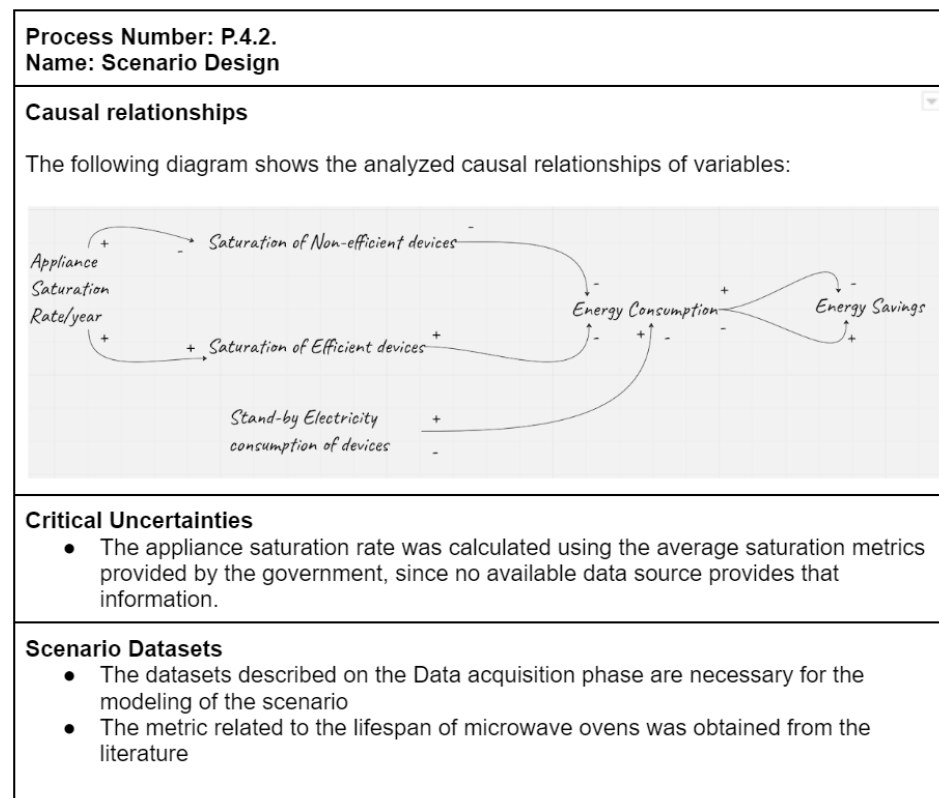 Process Number: P.4.2.
Name: Scenario Design
Causal relationships
The following diagram shows the analyzed causal relationships of variables:
Appliance
Saturation
Rate/year
+
+
-
Saturation of Non-efficient devices
-
+
Saturation of Efficient devices
+
Stand-by Electricity
consumption of devices
+
-
-
Energy Consumption
-
+
-
+
-
-
Energy Savings
+
Critical Uncertainties
● The appliance saturation rate was calculated using the average saturation metrics
provided by the government, since no available data source provides that
information.
Scenario Datasets
● The datasets described on the Data acquisition phase are necessary for the
modeling of the scenario
● The metric related to the lifespan of microwave ovens was obtained from the
literature